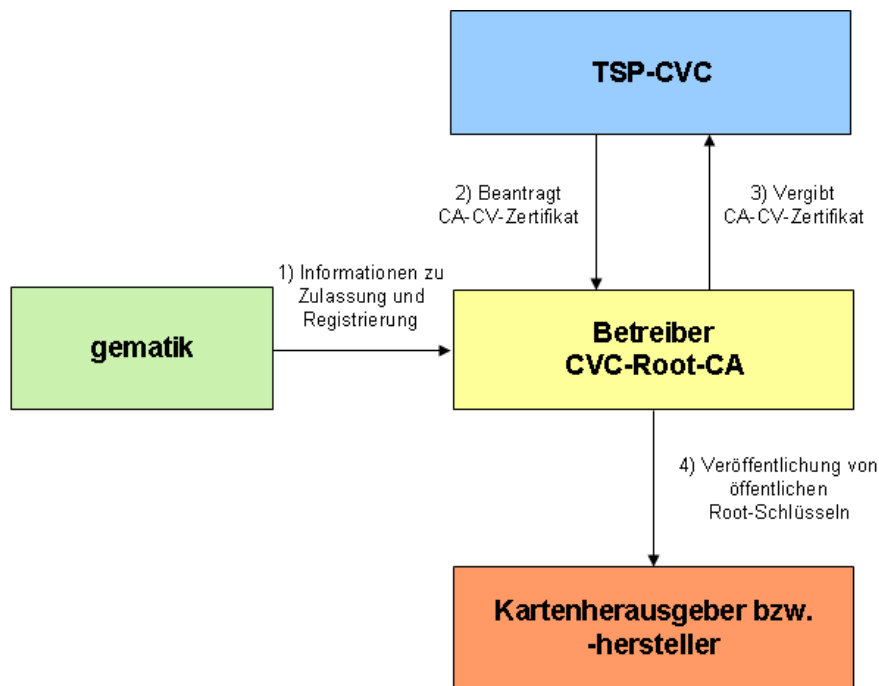 TSP-CVC
2) Beantragt
CA-CV-Zertifikat
3) Vergibt
CA-CV-Zertifikat
1) Informationen zu
Zulassung und
Registrierung
gematik
Betreiber
CVC-Root-CA
4) Veröffentlichung von
öffentlichen
Root-Schlüsseln
Kartenherausgeber bzw.
-hersteller